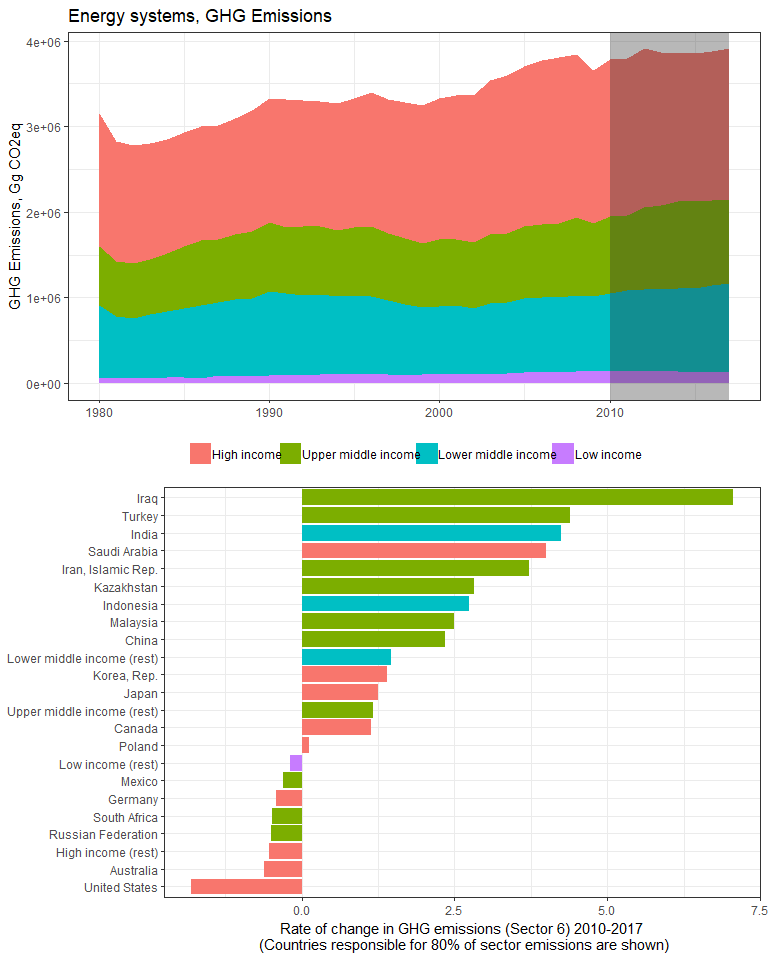 Energy systems, GHG Emissions
GHG Emissions, Gg CO2eq
4e+06
3e+06
2e+06
1e+06
0e+00
1980 1990 2000 2010
High income Upper middle income Lower middle income Low income
Iraq
Turkey
India
Saudi Arabia
Iran, Islamic Rep.
Kazakhstan
Indonesia
Malaysia
China
Lower middle income (rest)
Korea, Rep.
Japan
Upper middle income (rest)
Canada
Poland
Low income (rest)
Mexico
Germany
South Africa
Russian Federation
High income (rest)
Australia
United States
0.0 2.5 5.0 7.5
Rate of change in GHG emissions (Sector 6) 2010-2017
(Countries responsible for 80% of sector emissions are shown)